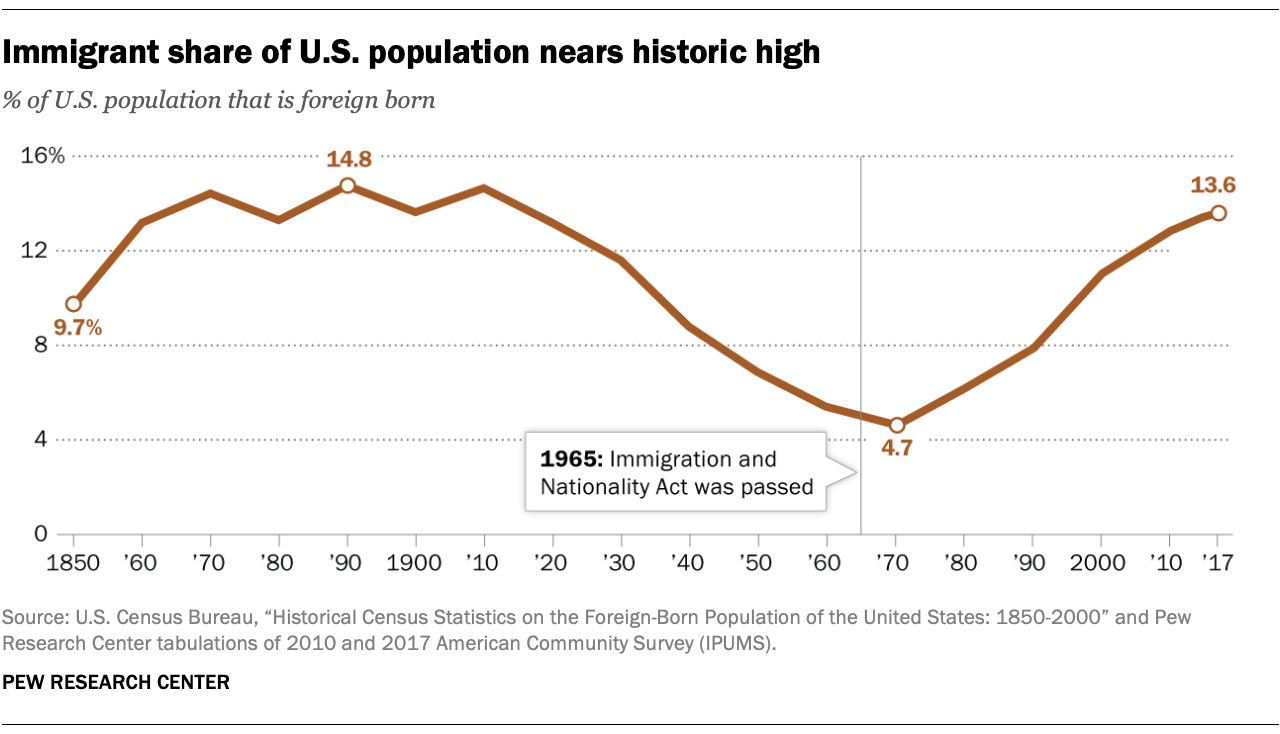 Immigrant share of U.S. population nears historic high
% of U.S. population that is foreign born
16%
14.8
13.6
12
9.7%
8
4
4.7
1965: Immigration and
Nationality Act was passed
0
1850 ’60 ’70 ’80 ’90 1900 ’10 ’20 ’30 ’40 ’50 ’60 ’70 ’80 ’90 2000 ’10 ’17
Source: U.S. Census Bureau, “Historical Census Statistics on the Foreign-Born Population of the United States: 1850-2000” and Pew
Research Center tabulations of 2010 and 2017 American Community Survey (IPUMS).
PEW RESEARCH CENTER